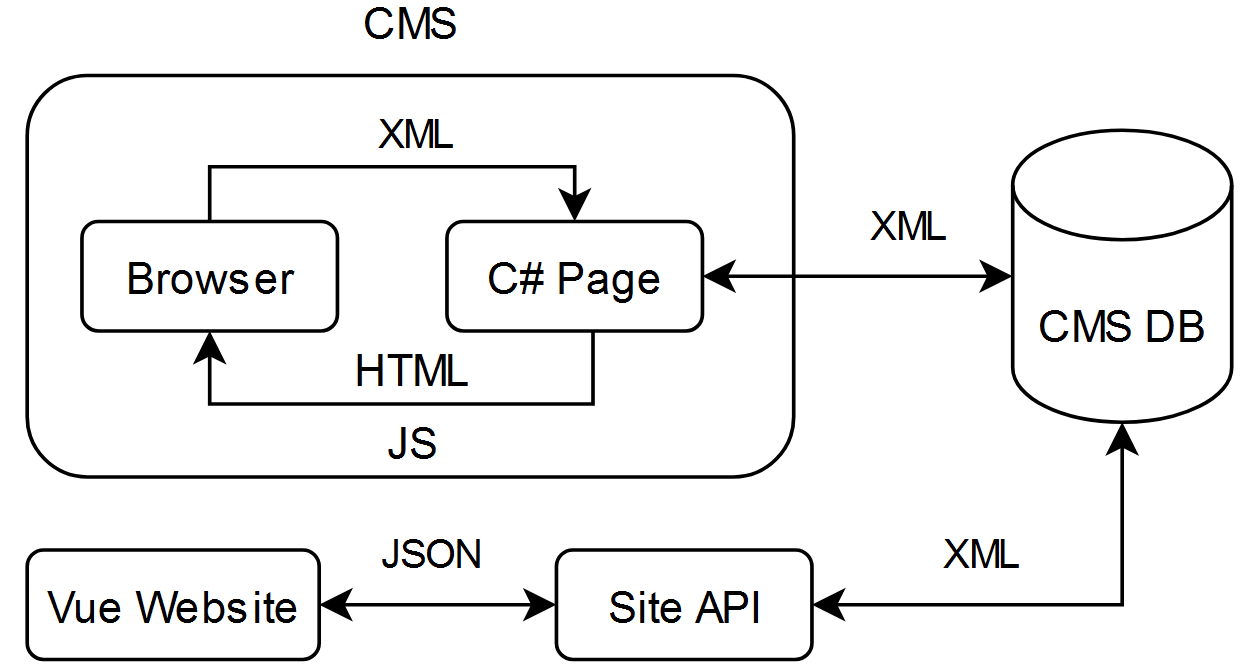 CMS
XML
Browser
C# Page
XML
CMS DB
HTML
JS
JSON
XML
Vue Website
Site API